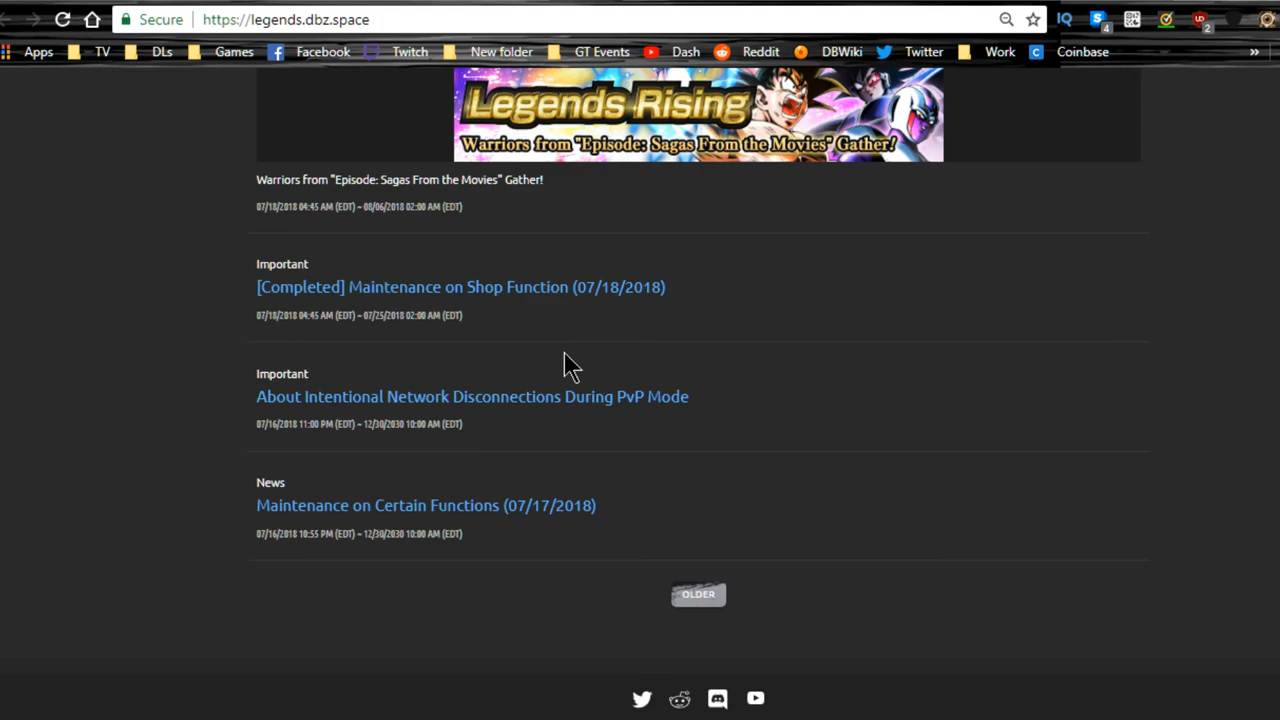 Secure https://legends.dbz.space
4
2
Apps TV DLs Games Facebook Twitch New folder GT Events Dash Reddit DBWiki Twitter Work Coinbase »
Legends Rising
Warriors from "Episode: Sagas From the Movies" Gather!
Warriors from "Episode: Sagas From the Movies" Gather!
07/18/2018 04:45 AM (EDT) ~ 08/06/2018 02:00 AM (EDT)
Important
[Completed] Maintenance on Shop Function (07/18/2018)
07/18/2018 04:45 AM (EDT) ~ 07/25/2018 02:00 AM (EDT)
Important
About Intentional Network Disconnections During PvP Mode
07/16/2018 11:00 PM (EDT) ~ 12/30/2030 10:00 AM (EDT)
News
Maintenance on Certain Functions (07/17/2018)
07/16/2018 10:55 PM (EDT) ~ 12/30/2030 10:00 AM (EDT)
OLDER